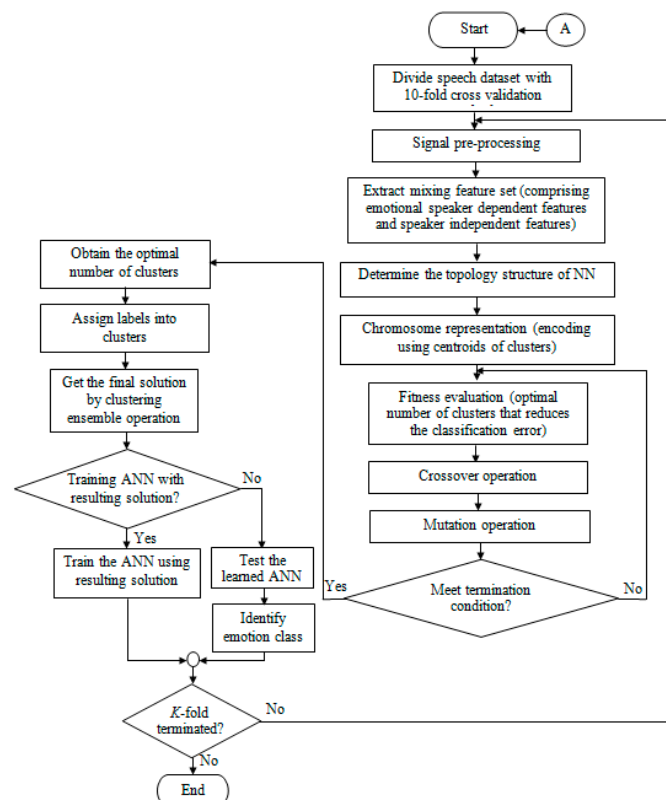 Start
A
Divide speech dataset with
10-fold cross validation
Signal pre-processing
Extract mixing feature set (comprising
emotional speaker dependent features
and speaker independent features)
Determine the topology structure of NN
Chromosome representation (encoding
using centroids of clusters)
Fitness evaluation (optimal
number of clusters that reduces
the classification error)
Crossover operation
Mutation operation
Meet termination
condition?
Yes
No
Obtain the optimal
number of clusters
Assign labels into
clusters
Get the final solution
by clustering
ensemble operation
Training ANN with
resulting solution?
No
Yes
Train the ANN using
resulting solution
Test the
learned ANN
Identify
emotion class
K-fold
terminated?
No
No
End